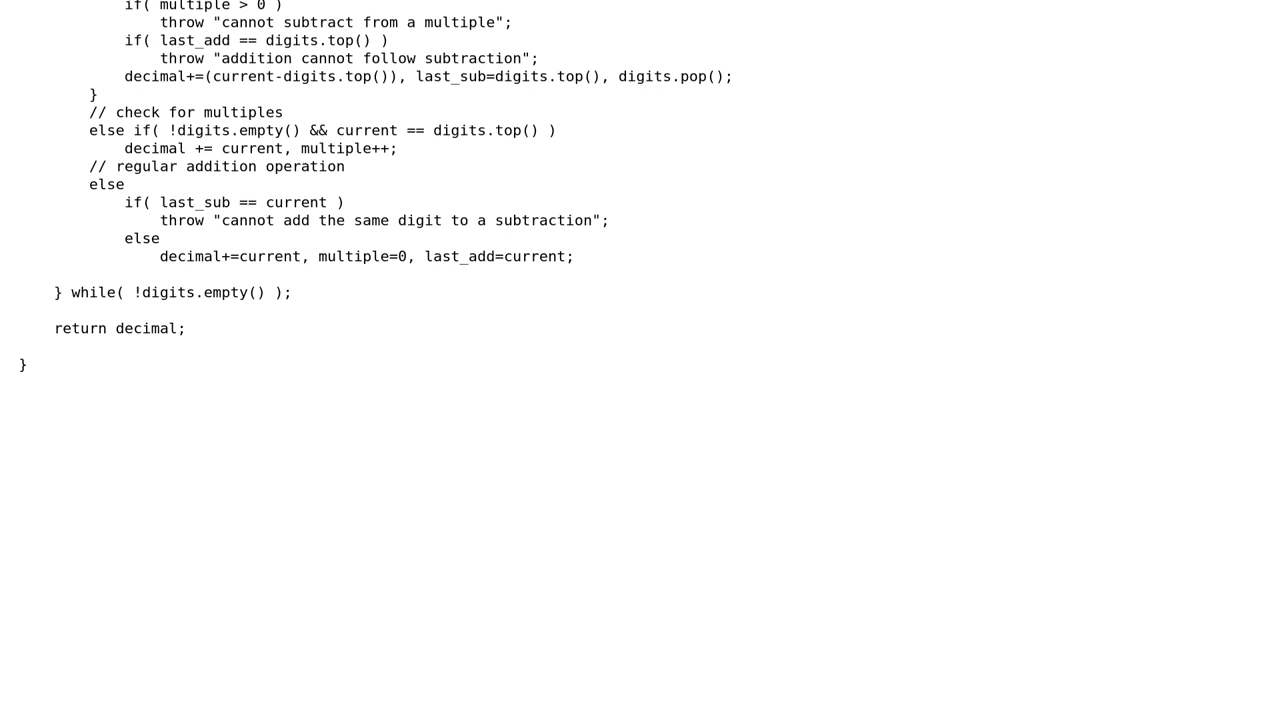 if( multiple > 0 )
throw "cannot subtract from a multiple";
if( last_add == digits.top() )
throw "addition cannot follow subtraction";
decimal+=(current-digits.top()), last_sub=digits.top(), digits.pop();
}
// check for multiples
else if( !digits.empty() && current == digits.top() )
decimal += current, multiple++;
// regular addition operation
else
if( last_sub == current )
throw "cannot add the same digit to a subtraction";
else
decimal+=current, multiple=0, last_add=current;
} while( !digits.empty() );
return decimal;
}